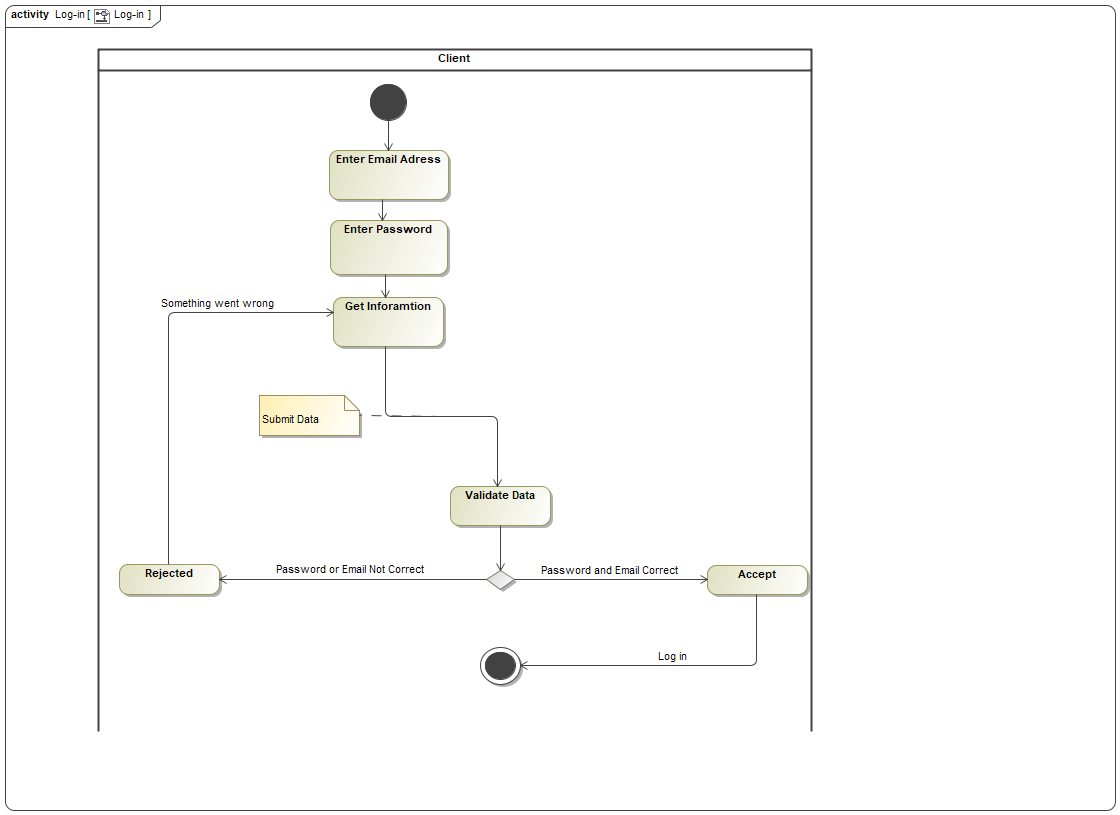 activity Log-in [ Log-in ]
Client
Enter Email Adress
Enter Password
Something went wrong
Get Inforamtion
Submit Data
Validate Data
Password or Email Not Correct
Password and Email Correct
Rejected
Accept
Log in